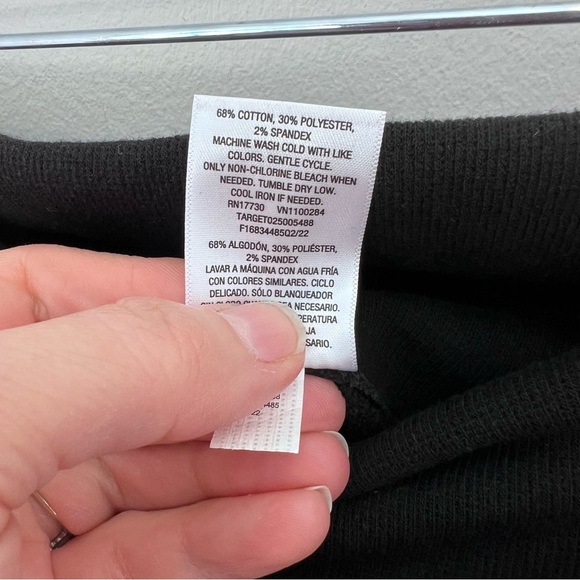 68% COTTON, 30% POLYESTER,
2% SPANDEX
MACHINE WASH COLD WITH LIKE
COLORS. GENTLE CYCLE.
ONLY NON-CHLORINE BLEACH WHEN
NEEDED. TUMBLE DRY LOW.
COOL IRON IF NEEDED.
RN17730 VN1100284
TARGET025005488
F16834485Q2/22
68% ALGODÓN, 30% POLIÉSTER,
2% SPANDEX
LAVAR A MÁQUINA CON AGUA FRÍA
CON COLORES SIMILARES. CICLO
DELICADO. SÓLO BLANQUEADOR
NECESARIO.